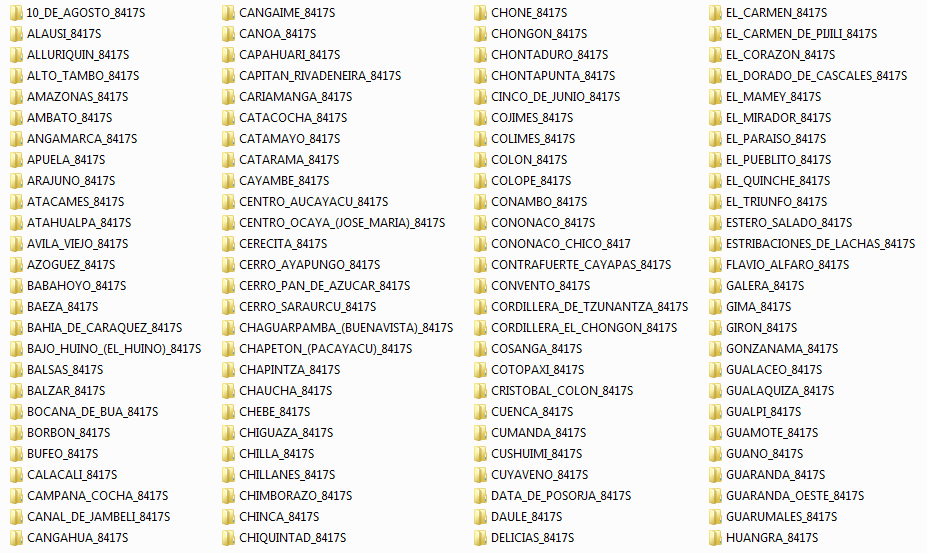 10_DE_AGOSTO_8417S
ALAUSI_8417S
ALLURIQUIN_8417S
ALTO_TAMBO_8417S
AMAZONAS_8417S
AMBATO_8417S
ANGAMARCA_8417S
APUELA_8417S
ARAJUNO_8417S
ATACAMES_8417S
ATAHUALPA_8417S
AVILA_VIEJO_8417S
AZOGUEZ_8417S
BABAHOYO_8417S
BAEZA_8417S
BAHIA_DE_CARAQUEZ_8417S
BAJO_HUINO_(EL_HUINO)_8417S
BALSAS_8417S
BALZAR_8417S
BOCANA_DE_BUA_8417S
BORBON_8417S
BUFEO_8417S
CALACALI_8417S
CAMPANA_COCHA_8417S
CANAL_DE_JAMBELI_8417S
CANGAHUA_8417S
CANGAIME_8417S
CANOA_8417S
CAPAHUARI_8417S
CAPITAN_RIVADENEIRA_8417S
CARIAMANGA_8417S
CATACOCHA_8417S
CATAMAYO_8417S
CATARAMA_8417S
CAYAMBE_8417S
CENTRO_AUCAYACU_8417S
CENTRO_OCAYA_(JOSE_MARIA)_8417S
CERECITA_8417S
CERRO_AYAPUNGO_8417S
CERRO_PAN_DE_AZUCAR_8417S
CERRO_SARAURCU_8417S
CHAGUARPAMBA_(BUENAVISTA)_8417S
CHAPETON_(PACAYACU)_8417S
CHAPINTZA_8417S
CHAUCHA_8417S
CHEBE_8417S
CHIGUAZA_8417S
CHILLA_8417S
CHILLANES_8417S
CHIMBORAZO_8417S
CHINCA_8417S
CHIQUINTAD_8417S
CHONE_8417S
CHONGON_8417S
CHONTADURO_8417S
CHONTAPUNTA_8417S
CINCO_DE_JUNIO_8417S
COJIMES_8417S
COLIMES_8417S
COLON_8417S
COLOPE_8417S
CONAMBO_8417S
CONONACO_8417S
CONONACO_CHICO_8417
CONTRAFUERTE_CAYAPAS_8417S
CONVENTO_8417S
CORDILLERA_DE_TZUNANTZA_8417S
CORDILLERA_EL_CHONGON_8417S
COSANGA_8417S
COTOPAXI_8417S
CRISTOBAL_COLON_8417S
CUENCA_8417S
CUMANDA_8417S
CUSHUIMI_8417S
CUYAVENO_8417S
DATA_DE_POSORJA_8417S
DAULE_8417S
DELICIAS_8417S
EL_CARMEN_8417S
EL_CARMEN_DE_PIJILI_8417S
EL_CORAZON_8417S
EL_DORADO_DE_CASCALES_8417S
EL_MAMEY_8417S
EL_MIRADOR_8417S
EL_PARAISO_8417S
EL_PUEBLITO_8417S
EL_QUINCHE_8417S
EL_TRIUNFO_8417S
ESTERO_SALADO_8417S
ESTRIBACIONES_DE_LACHAS_8417S
FLAVIO_ALFARO_8417S
GALERA_8417S
GIMA_8417S
GIRON_8417S
GONZANAMA_8417S
GUALACEO_8417S
GUALAQUIZA_8417S
GUALPI_8417S
GUAMOTE_8417S
GUANO_8417S
GUARANDA_8417S
GUARANDA_OESTE_8417S
GUARUMALES_8417S
HUANGRA_8417S